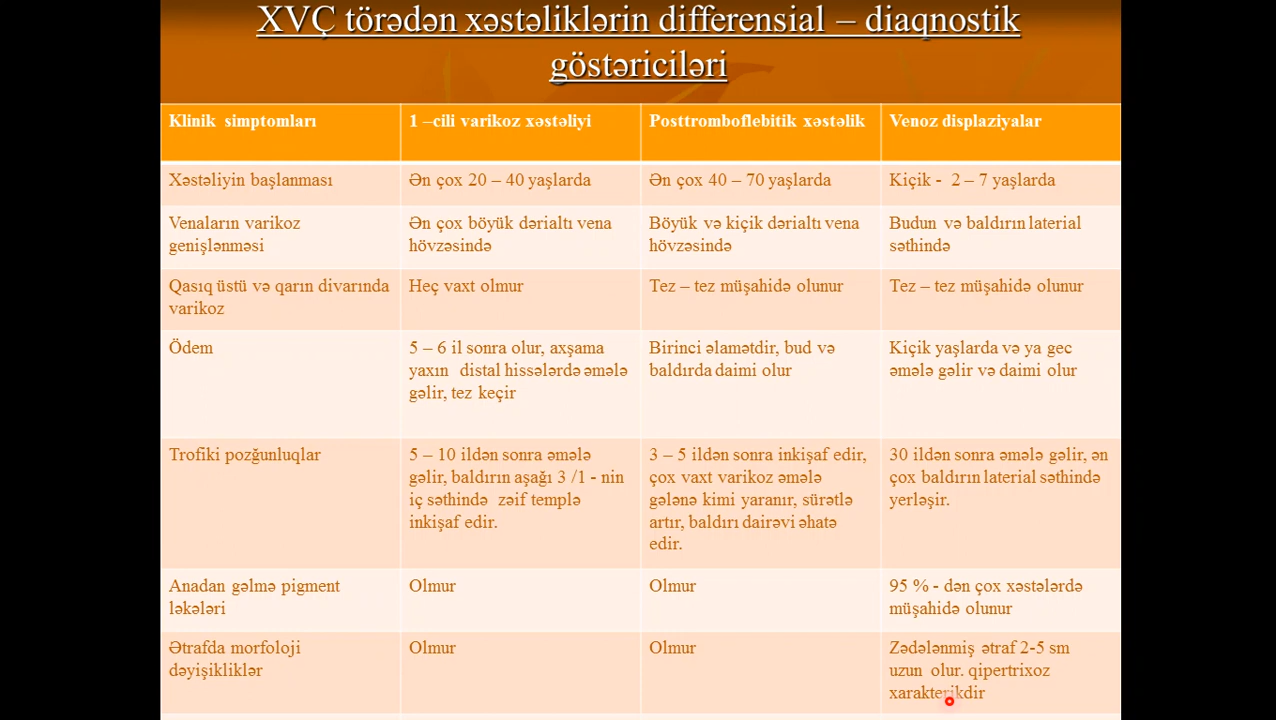 XVÇ törədən xəstəliklərin differensial – diaqnostik
göstəriciləri
Klinik simptomları
1 –cili varikoz xəstəliyi
Posttromboflebitik xəstəlik
Venoz displaziyalar
Xəstəliyin başlanması
Ən çox 20 – 40 yaşlarda
Ən çox 40 – 70 yaşlarda
Kiçik - 2 – 7 yaşlarda
Venaların varikoz
genişlənməsi
Ən çox böyük dərialtı vena
hövzəsində
Böyük və kiçik dərialtı vena
hövzəsində
Budun və baldırın laterial
səthində
Qasıq üstü və qarın divarında
varikoz
Heç vaxt olmur
Tez – tez müşahidə olunur
Tez – tez müşahidə olunur
Ödem
5 – 6 il sonra olur, axşama
yaxın distal hissələrdə əmələ
gəlir, tez keçir
Birinci əlamətdir, bud və
baldırda daimi olur
Kiçik yaşlarda və ya gec
əmələ gəlir və daimi olur
Trofiki pozğunluqlar
5 – 10 ildən sonra əmələ
gəlir, baldırın aşağı 3 /1 - nin
iç səthində zəif templə
inkişaf edir.
3 – 5 ildən sonra inkişaf edir,
çox vaxt varikoz əmələ
gələnə kimi yaranır, sürətlə
artır, baldırı dairəvi əhatə
edir.
30 ildən sonra əmələ gəlir, ən
çox baldırın laterial səthində
yerləşir.
Anadan gəlmə pigment
ləkələri
Olmur
Olmur
95 % - dən çox xəstələrdə
müşahidə olunur
Ətrafda morfoloji
dəyişikliklər
Olmur
Olmur
Zədələnmiş ətraf 2-5 sm
uzun olur. qipertrixoz
xarakterikdir